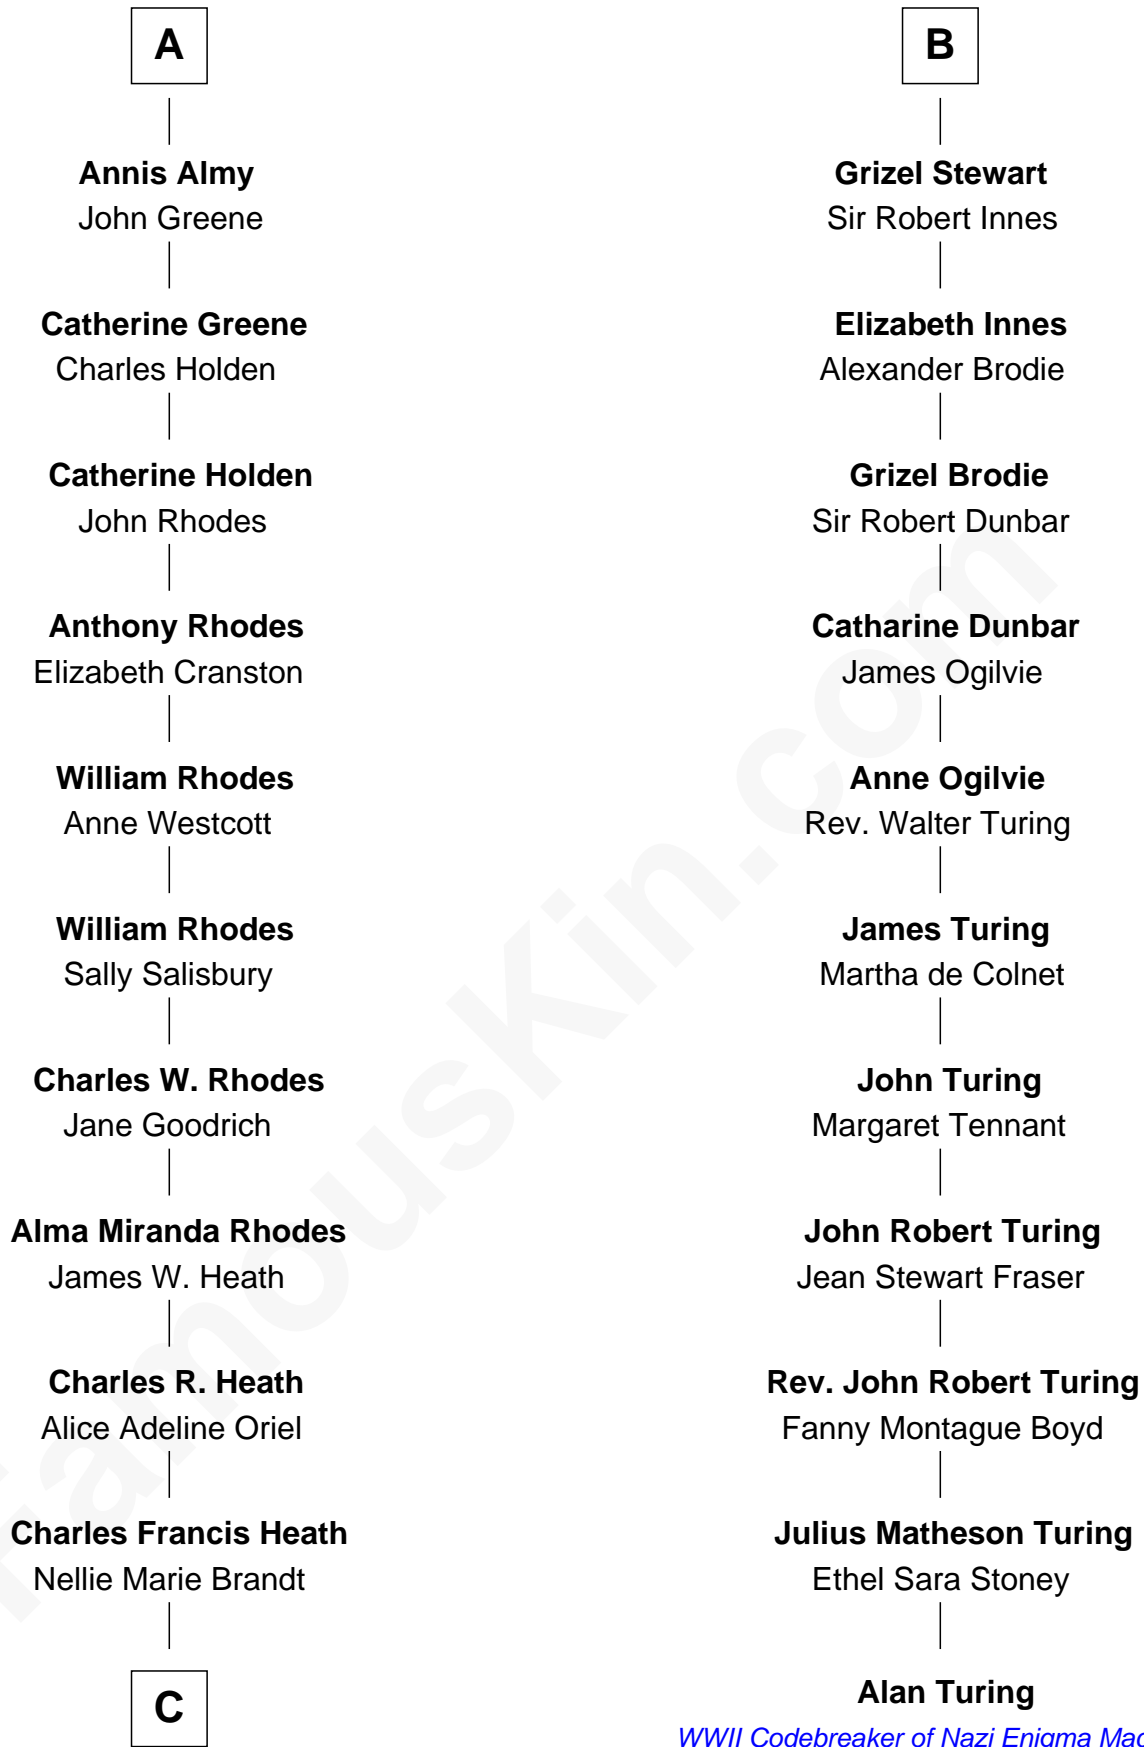 A
Annis Almy
John Greene
Catherine Greene
Charles Holden
Catherine Holden
John Rhodes
Anthony Rhodes
Elizabeth Cranston
William Rhodes
Anne Westcott
William Rhodes
Sally Salisbury
Charles W. Rhodes
Jane Goodrich
Alma Miranda Rhodes
James W. Heath
Charles R. Heath
Alice Adeline Oriel
Charles Francis Heath
Nellie Marie Brandt
C
B
Grizel Stewart
Sir Robert Innes
Elizabeth Innes
Alexander Brodie
Grizel Brodie
Sir Robert Dunbar
Catharine Dunbar
James Ogilvie
Anne Ogilvie
Rev. Walter Turing
James Turing
Martha de Colnet
John Turing
Margaret Tennant
John Robert Turing
Jean Stewart Fraser
Rev. John Robert Turing
Fanny Montague Boyd
Julius Matheson Turing
Ethel Sara Stoney
Alan Turing
WWII Codebreaker of Nazi Enigma
FamousKin.com